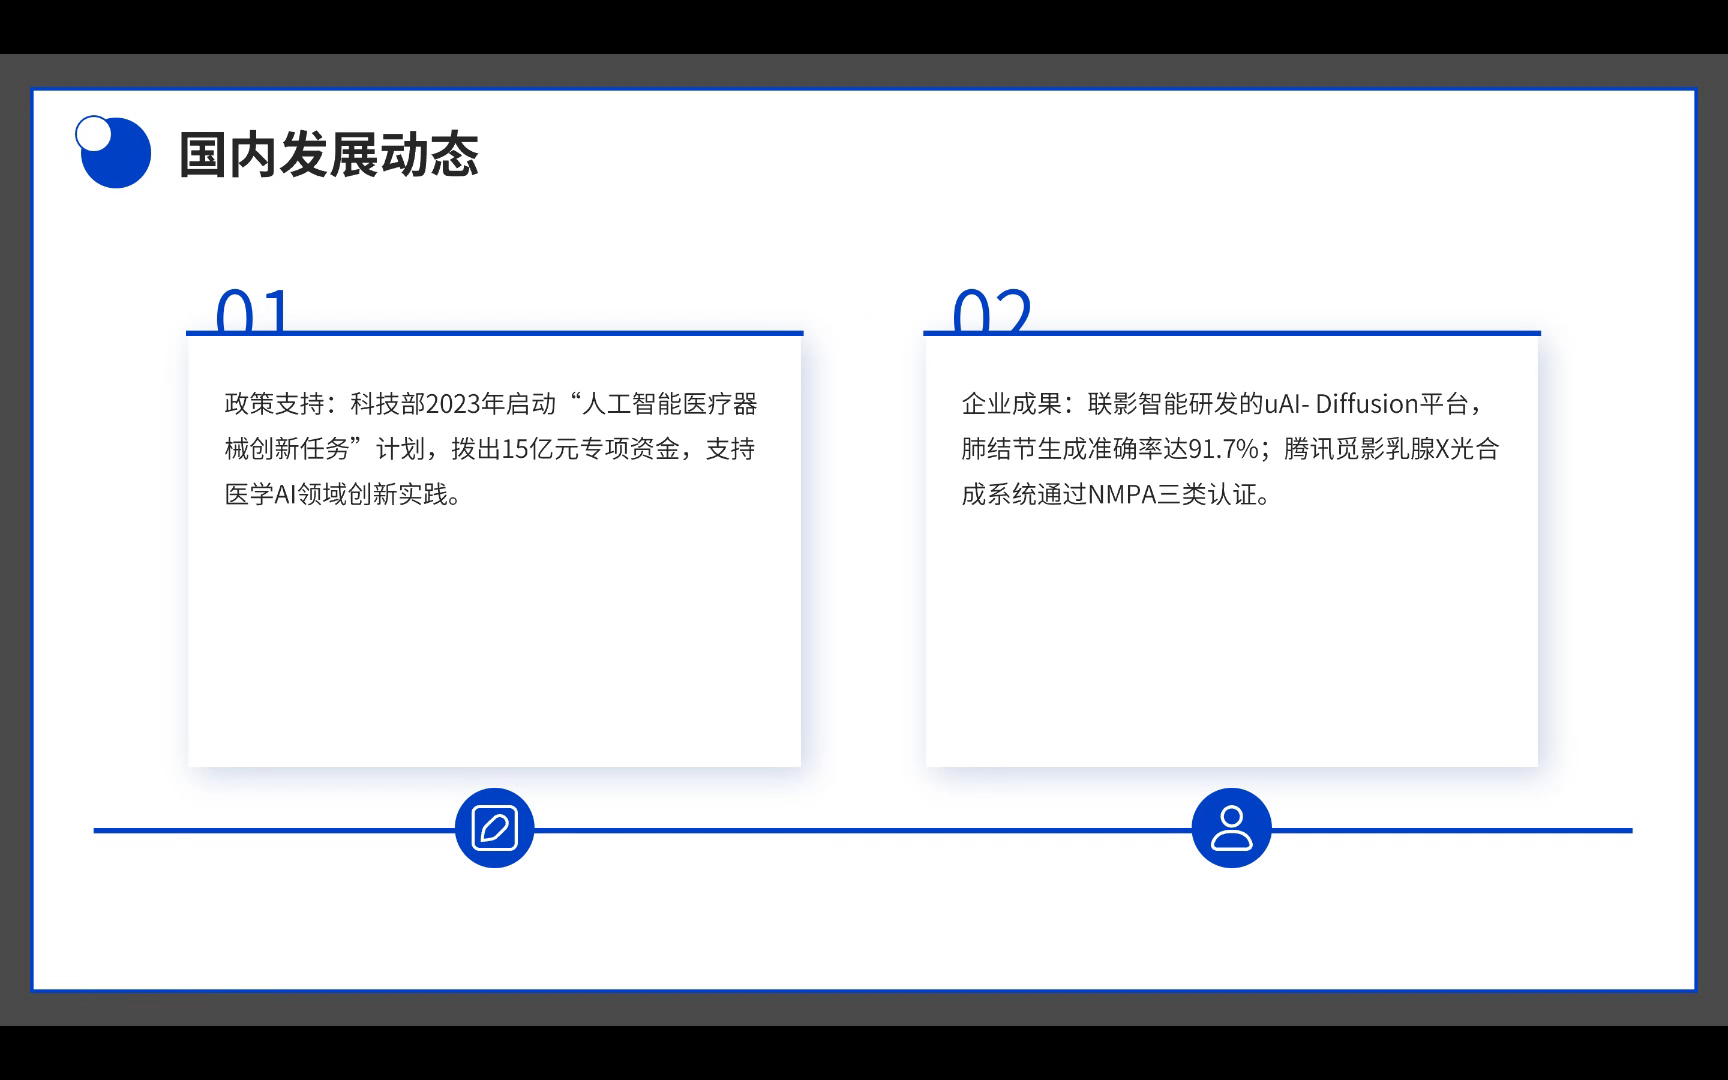 国内发展动态
01
政策支持：科技部2023年启动“人工智能医疗器
械创新任务”计划，拨出15亿元专项资金，支持
医学AI领域创新实践。
02
企业成果：联影智能研发的uAI- Diffusion平台，
肺结节生成准确率达91.7%；腾讯觅影乳腺X光合
成系统通过NMPA三类认证。